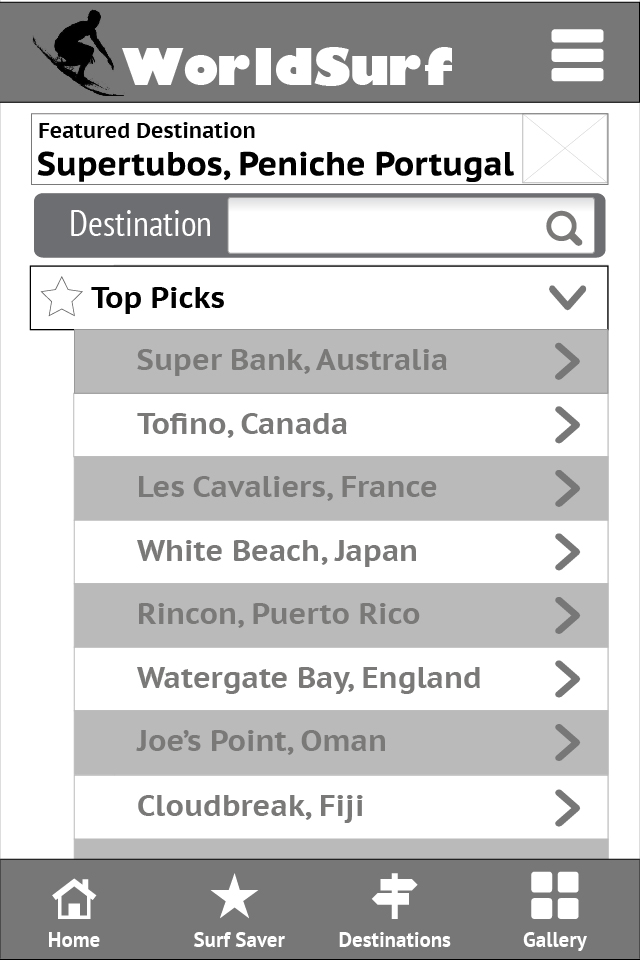 WorldSurf
Featured Destination
Supertubos, Peniche Portugal
Destination
Top Picks
Super Bank, Australia
Tofino, Canada
Les Cavaliers, France
White Beach, Japan
Rincon, Puerto Rico
Watergate Bay, England
Joe’s Point, Oman
Cloudbreak, Fiji
Home
Surf Saver
Destinations
Gallery